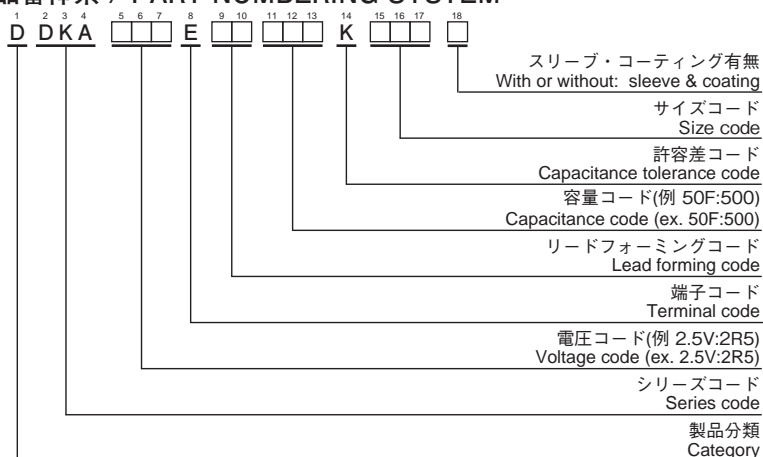 PART NUMBERING SYSTEM
1 2 3 4 5 6 7 8 9 10 11 12 13 14 15 16 17 18
D DKA □□□ E □□ □□□ K □□□ □
スリーブ・コーティング有無
With or without: sleeve & coating
サイズコード
Size code
許容差コード
Capacitance tolerance code
容量コード(例 50F:500)
Capacitance code (ex. 50F:500)
リードフォーミングコード
Lead forming code
端子コード
Terminal code
電圧コード(例 2.5V:2R5)
Voltage code (ex. 2.5V:2R5)
シリーズコード
Series code
製品分類
Category